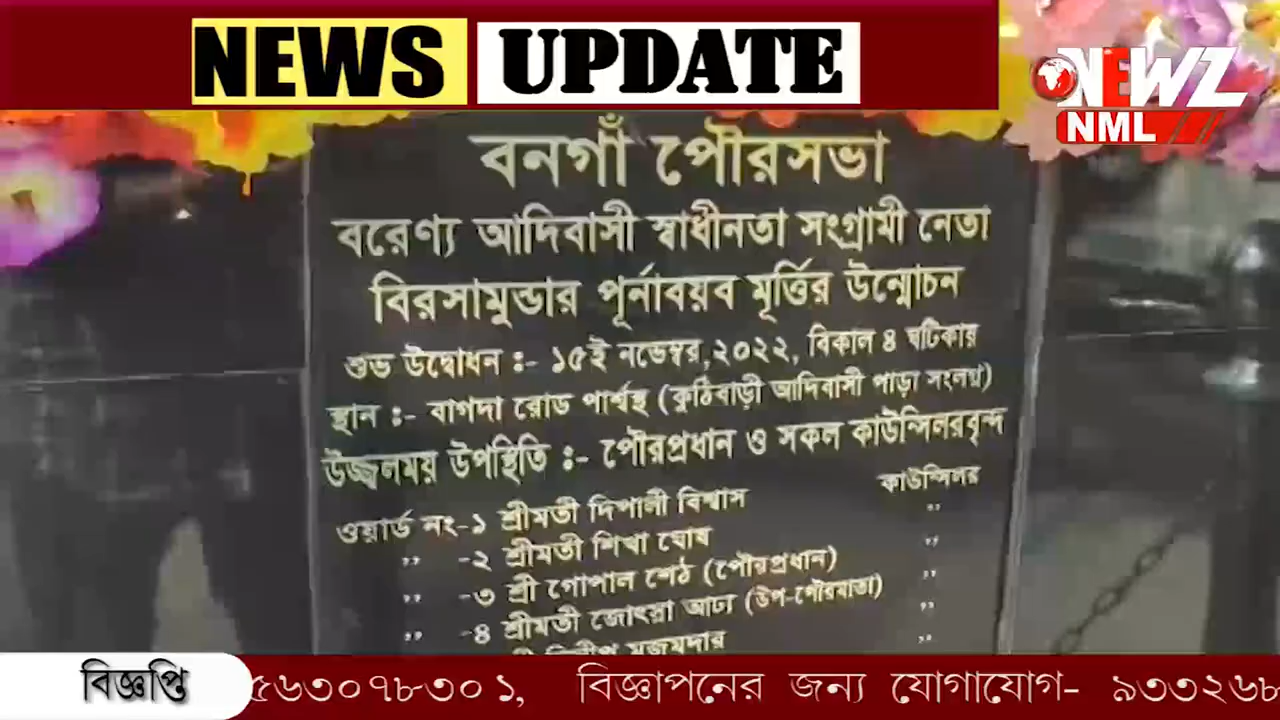 NEWS UPDATE
NEWZ
NML
বনগাঁ পৌরসভা
বরেণ্য আদিবাসী স্বাধীনতা সংগ্রামী নেতা
বিরসামুন্ডার পূর্নাবয়ব মূর্ত্তির উন্মোচন
শুভ উদ্বোধন ঃ- ১৫ই নভেম্বর,২০২২, বিকাল ৪ ঘটিকায়
স্থান ঃ- বাগদা রোড পার্শ্বস্থ (কুঠিবাড়ী আদিবাসী পাড়া সংলগ্ন)
উজ্জ্বলময় উপস্থিতি ঃ- পৌরপ্রধান ও সকল কাউন্সিলরবৃন্দ
ওয়ার্ড নং-১ শ্রীমতী দিপালী বিশ্বাস কাউন্সিলর
,, -২ শ্রীমতী শিখা ঘোষ ,,
,, -৩ শ্রী গোপাল শেঠ (পৌরপ্রধান) ,,
,, -৪ শ্রীমতী জোৎস্না আঢ্য (উপ-পৌরমাতা) ,,
মজুমদার ,,
বিজ্ঞপ্তি ৫৬৩০৭৮৩০১, বিজ্ঞাপনের জন্য যোগাযোগ- ৯৩৩২৬৮